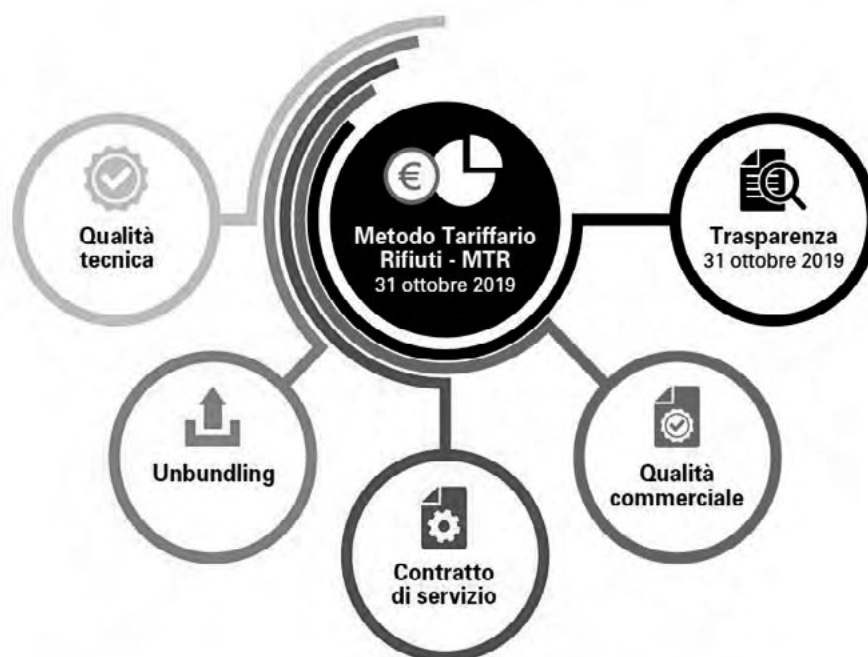 €
Metodo Tariffario
Rifiuti - MTR
31 ottobre 2019
Qualità
tecnica
Trasparenza
31 ottobre 2019
Unbundling
Qualità
commerciale
Contratto
di servizio